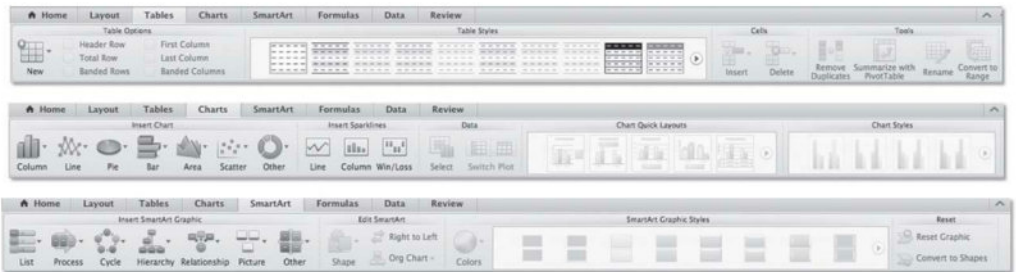 Home Layout Tables Charts SmartArt Formulas Data Review
Table Options Table Styles Cells Tools
Header Row First Column
Total Row Last Column
Banded Rows Banded Columns
New Insert Delete Remove Duplicates Summarize with PivotTable Rename Convert to Range
Home Layout Tables Charts SmartArt Formulas Data Review
Insert Chart Insert Sparklines Data Chart Quick Layouts Chart Styles
Column Line Pie Bar Area Scatter Other Line Column Win/Loss Select Switch Plot
Home Layout Tables Charts SmartArt Formulas Data Review
Insert SmartArt Graphic Edit SmartArt SmartArt Graphic Styles Reset
Right to Left Reset Graphic
List Process Cycle Hierarchy Relationship Picture Other Shape Org Chart Colors Convert to Shapes